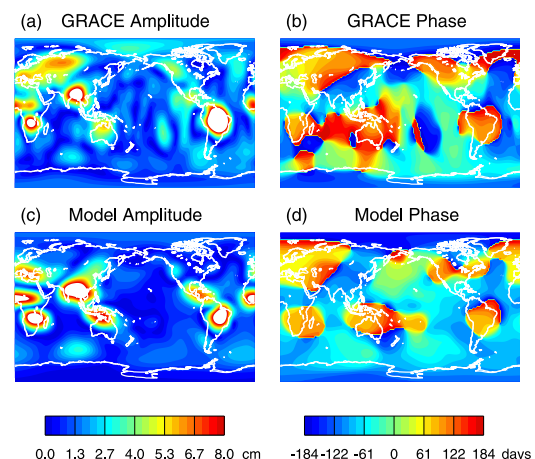 (a) GRACE Amplitude
(b) GRACE Phase
(c) Model Amplitude
(d) Model Phase
0.0 1.3 2.7 4.0 5.3 6.7 8.0 cm
-184 -122 -61 0 61 122 184 days